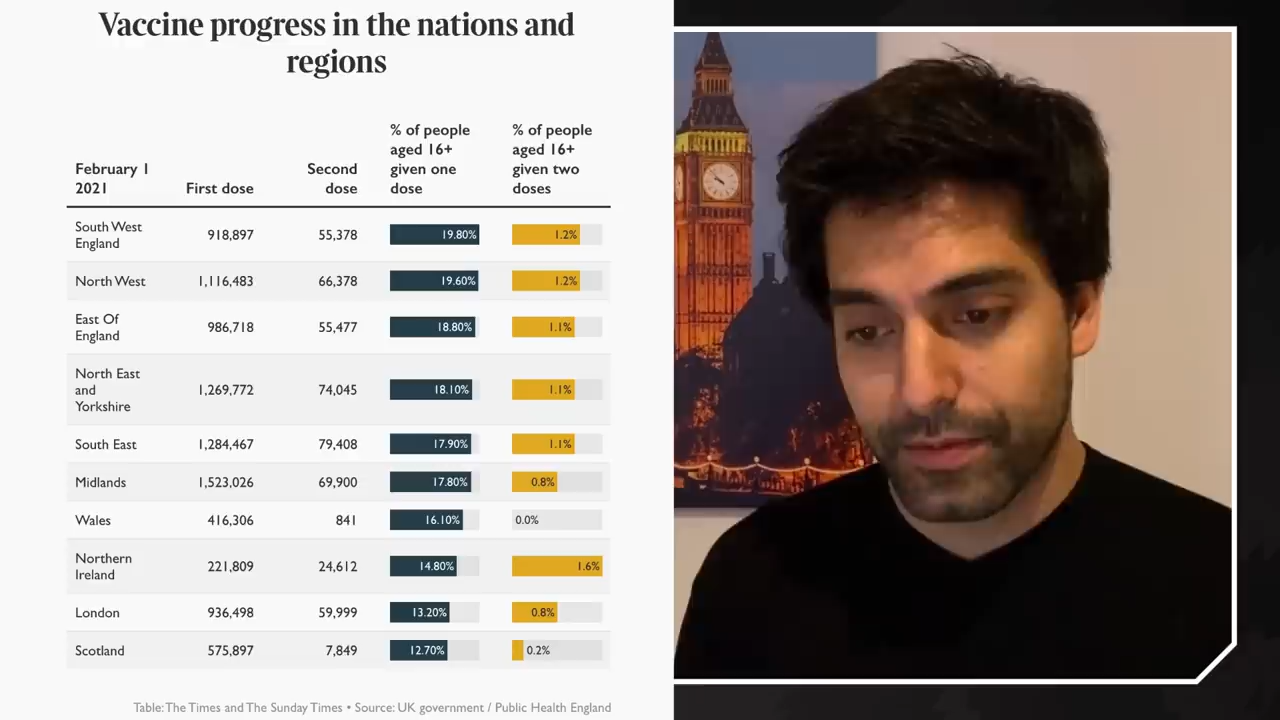 Vaccine progress in the nations and
regions
February 1
2021
First dose
Second
dose
% of people
aged 16+
given one
dose
% of people
aged 16+
given two
doses
South West
England
918,897
55,378
19.80%
1.2%
North West
1,116,483
66,378
19.60%
1.2%
East Of
England
986,718
55,477
18.80%
1.1%
North East
and
Yorkshire
1,269,772
74,045
18.10%
1.1%
South East
1,284,467
79,408
17.90%
1.1%
Midlands
1,523,026
69,900
17.80%
0.8%
Wales
416,306
841
16.10%
0.0%
Northern
Ireland
221,809
24,612
14.80%
1.6%
London
936,498
59,999
13.20%
0.8%
Scotland
575,897
7,849
12.70%
0.2%
Table: The Times and The Sunday Times • Source: UK government / Public Health England